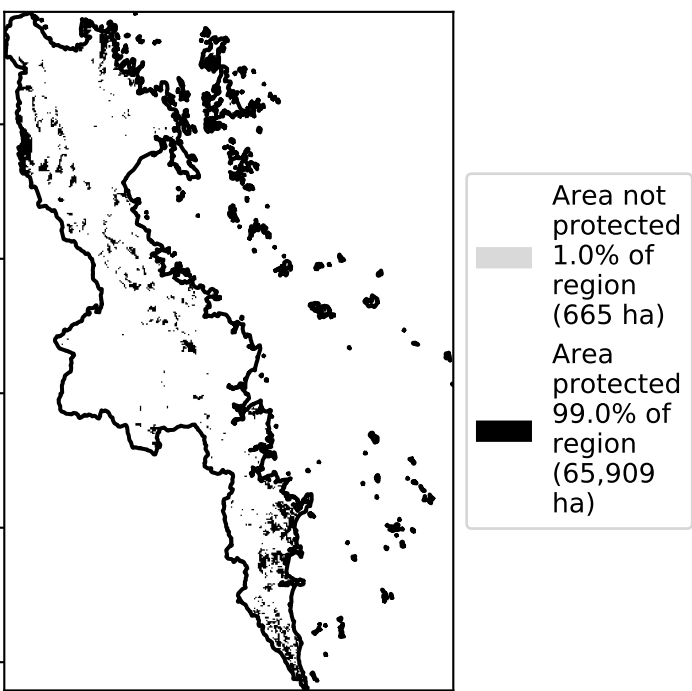 Area not
protected
1.0% of
region
(665 ha)
Area
protected
99.0% of
region
(65,909
ha)